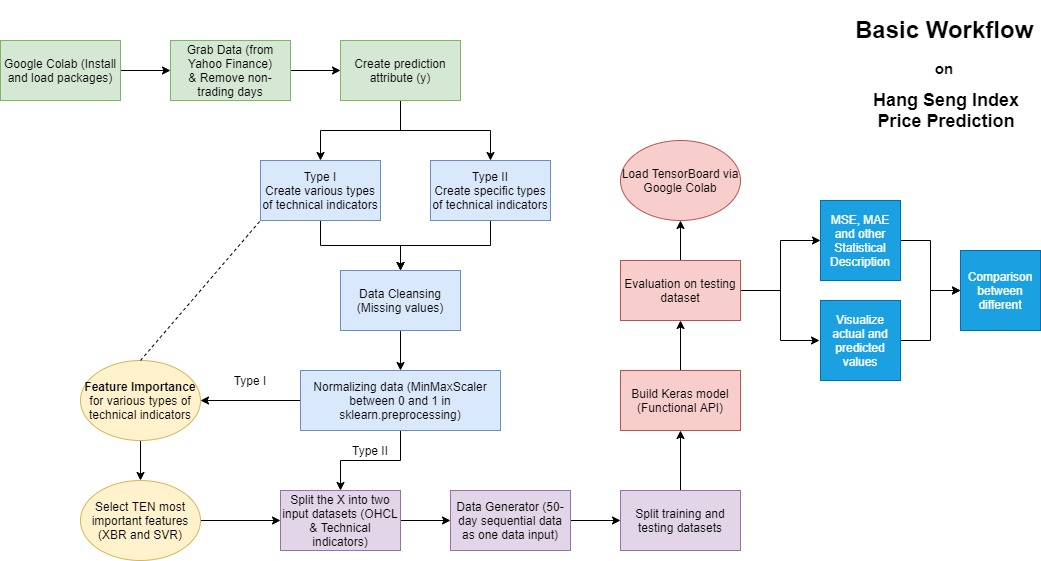 Basic Workflow
on
Hang Seng Index
Price Prediction
Google Colab (Install
and load packages)
Grab Data (from
Yahoo Finance)
& Remove non-
trading days
Create prediction
attribute (y)
Type I
Create various types
of technical indicators
Type II
Create specific types
of technical indicators
Data Cleansing
(Missing values)
Normalizing data (MinMaxScaler
between 0 and 1 in
sklearn.preprocessing)
Type I
Feature Importance
for various types of
technical indicators
Type II
Select TEN most
important features
(XBR and SVR)
Split the X into two
input datasets (OHCL
& Technical
indicators)
Data Generator (50-
day sequential data
as one data input)
Split training and
testing datasets
Build Keras model
(Functional API)
Evaluation on testing
dataset
Load TensorBoard via
Google Colab
MSE, MAE
and other
Statistical
Description
Visualize
actual and
predicted
values
Comparison
between
different